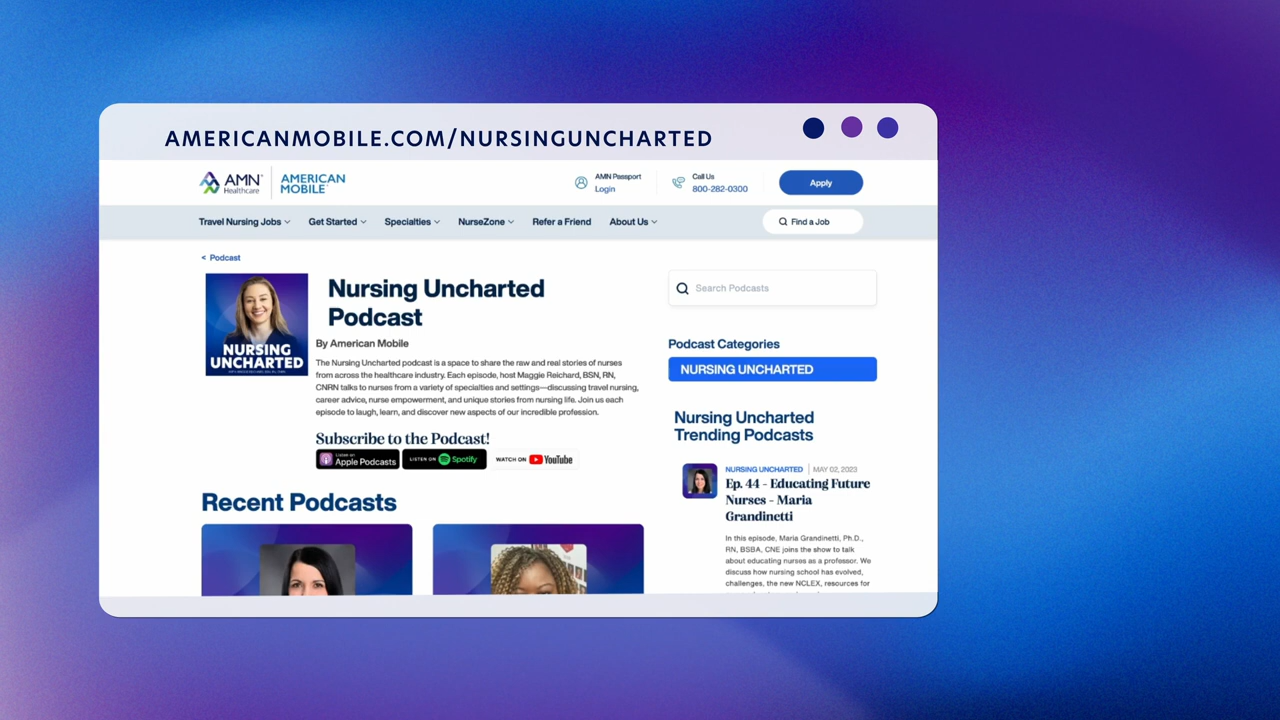 AMERICANMOBILE.COM/NURSINGUNCHARTED
AMN
Healthcare
AMERICAN
MOBILE
AMN Passport
Login
Call Us
800-282-0300
Apply
Travel Nursing Jobs
Get Started
Specialties
NurseZone
Refer a Friend
About Us
Find a Job
< Podcast
NURSING
UNCHARTED
Nursing Uncharted
Podcast
By American Mobile
The Nursing Uncharted podcast is a space to share the raw and real stories of nurses
from across the healthcare industry. Each episode, host Maggie Reichard, BSN, RN,
CNRN talks to nurses from a variety of specialties and settings—discussing travel nursing,
career advice, nurse empowerment, and unique stories from nursing life. Join us each
episode to laugh, learn, and discover new aspects of our incredible profession.
Subscribe to the Podcast!
Listen on
Apple Podcasts
LISTEN ON Spotify
WATCH ON YouTube
Recent Podcasts
Search Podcasts
Podcast Categories
NURSING UNCHARTED
Nursing Uncharted
Trending Podcasts
NURSING UNCHARTED | MAY 02, 2023
Ep. 44 - Educating Future
Nurses - Maria
Grandinetti
In this episode, Maria Grandinetti, Ph.D.,
RN, BSBA, CNE joins the show to talk
about educating nurses as a professor. We
discuss how nursing school has evolved,
challenges, the new NCLEX, resources for